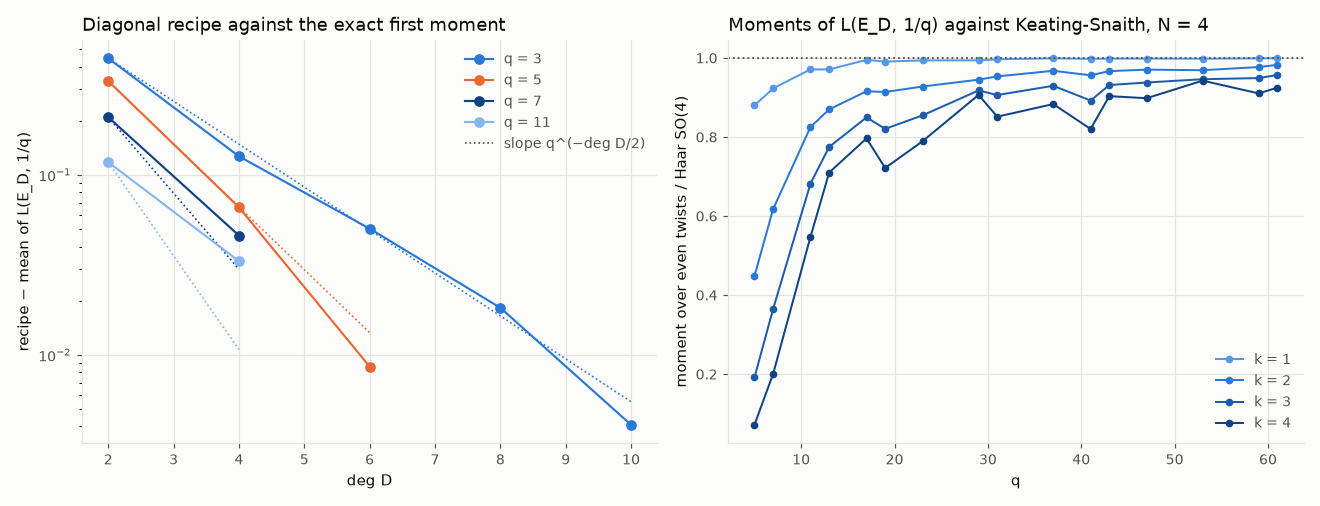 Diagonal recipe against the exact first moment
recipe − mean of L(E_D, 1/q)
10⁻¹
10⁻²
q = 3
q = 5
q = 7
q = 11
slope q^(−deg D/2)
2 3 4 5 6 7 8 9 10
deg D
Moments of L(E_D, 1/q) against Keating-Snaith, N = 4
moment over even twists / Haar SO(4)
1.0
0.8
0.6
0.4
0.2
k = 1
k = 2
k = 3
k = 4
10 20 30 40 50 60
q